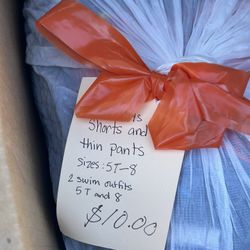 Shorts and
thin pants
sizes: 5T-8
2 swim outfits
5T and 8
$10.00